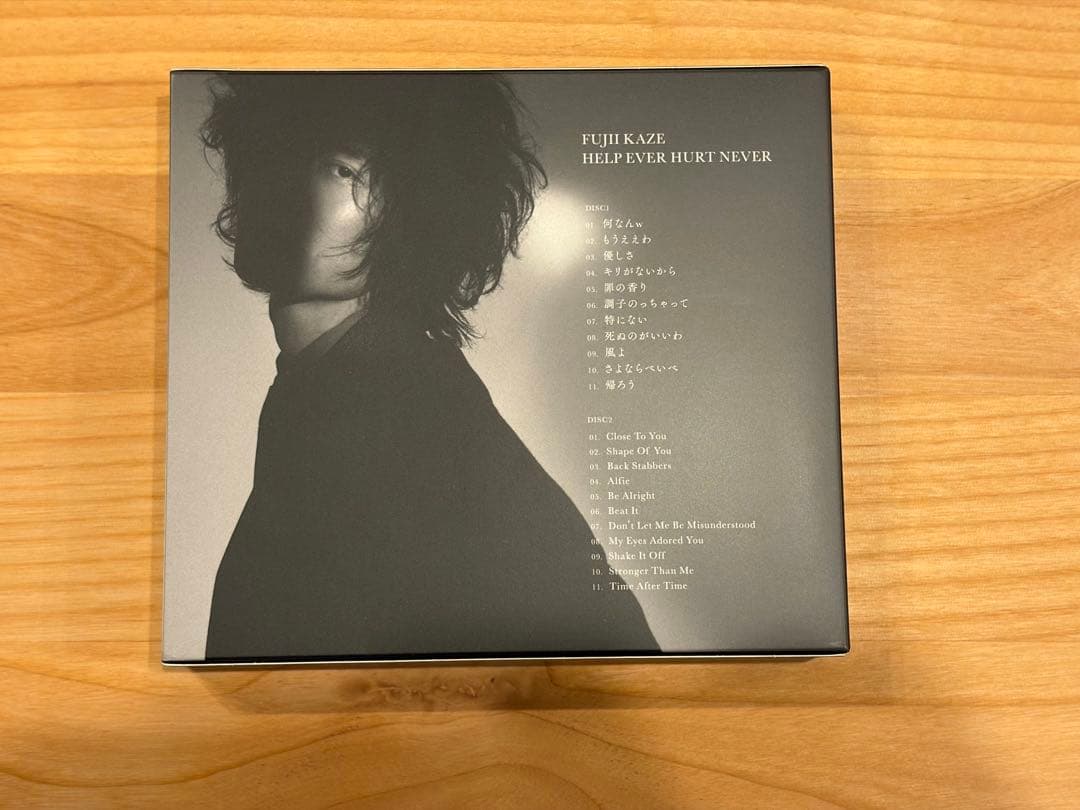 FUJII KAZE
HELP EVER HURT NEVER
DISC1
01. 何なんw
02. もうええわ
03. 優しさ
04. キリがないから
05. 罪の香り
06. 調子のっちゃって
07. 特にない
08. 死ぬのがいいわ
09. 風よ
10. さよならべいべ
11. 帰ろう
DISC2
01. Close To You
02. Shape Of You
03. Back Stabbers
04. Alfie
05. Be Alright
06. Beat It
07. Don't Let Me Be Misunderstood
08. My Eyes Adored You
09. Shake It Off
10. Stronger Than Me
11. Time After Time